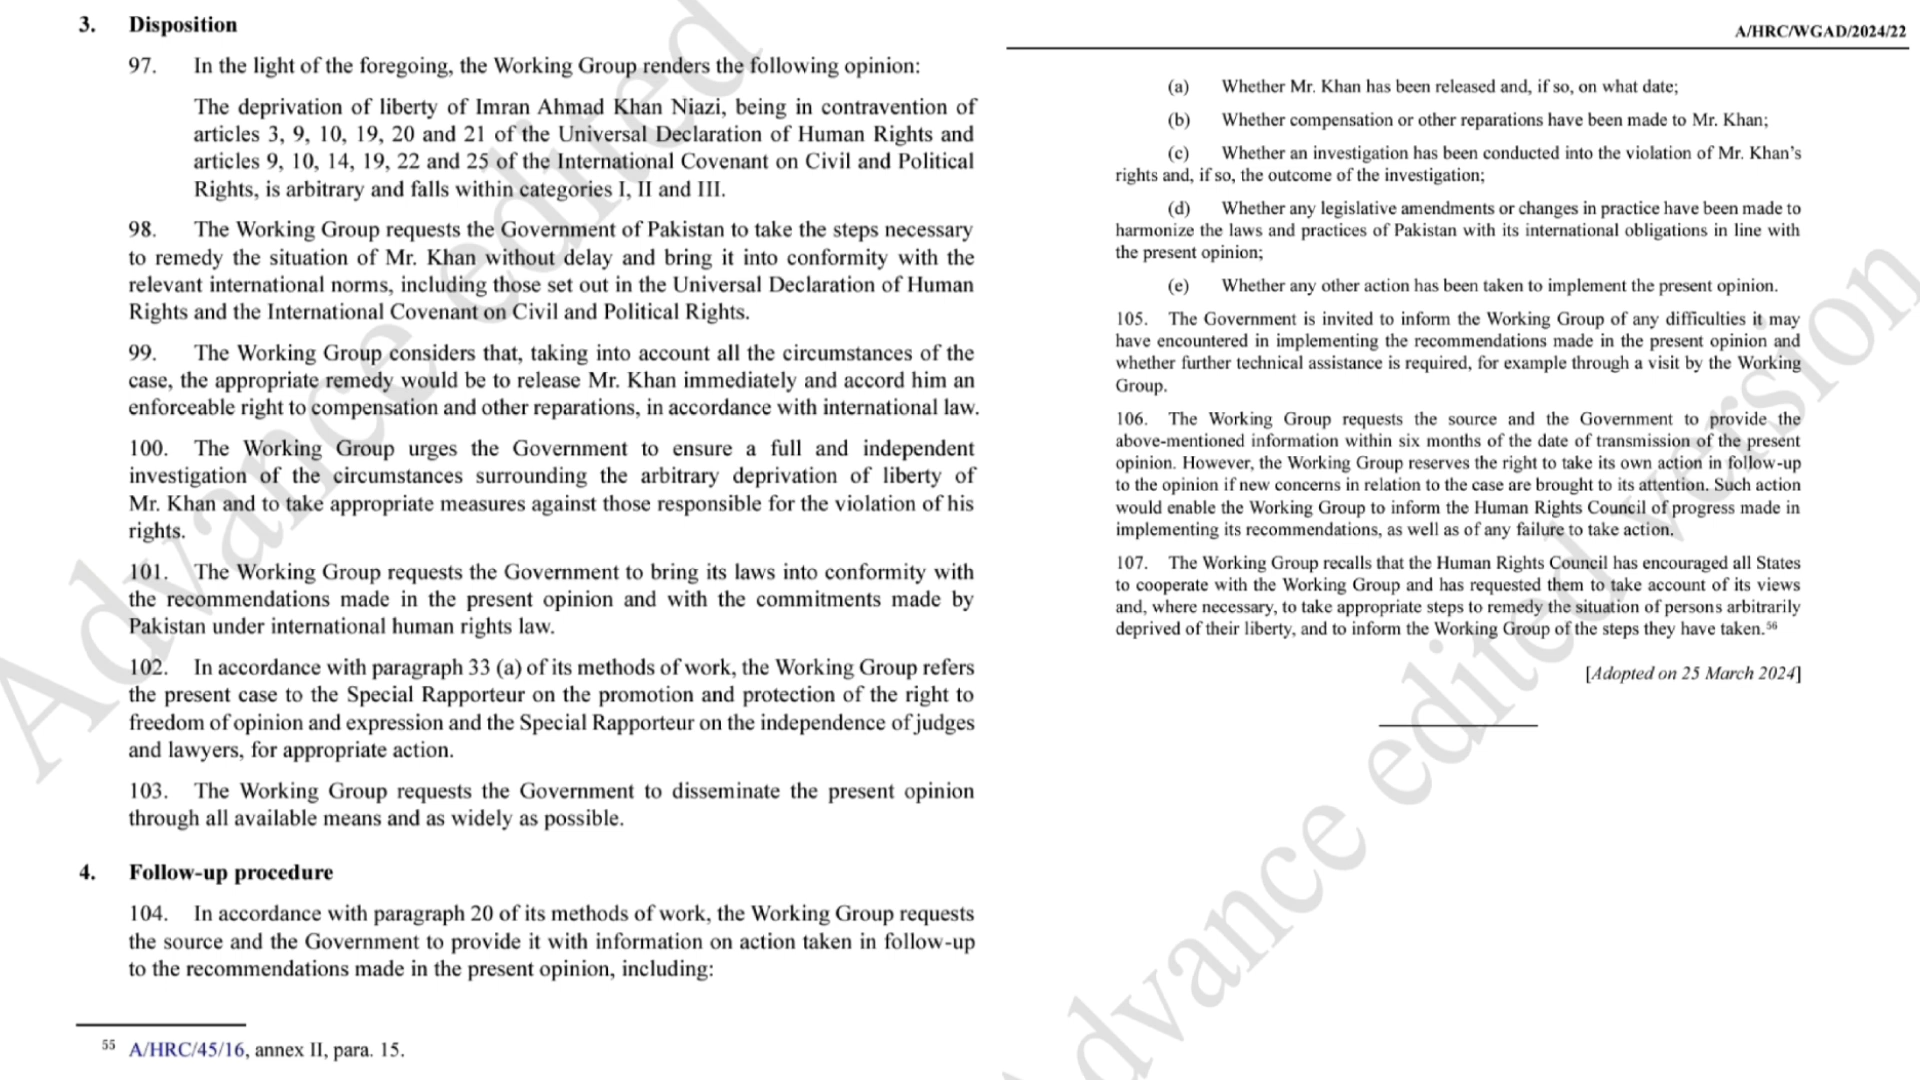 3. Disposition
97. In the light of the foregoing, the Working Group renders the following opinion:
The deprivation of liberty of Imran Ahmad Khan Niazi, being in contravention of
articles 3, 9, 10, 19, 20 and 21 of the Universal Declaration of Human Rights and
articles 9, 10, 14, 19, 22 and 25 of the International Covenant on Civil and Political
Rights, is arbitrary and falls within categories I, II and III.
98. The Working Group requests the Government of Pakistan to take the steps necessary
to remedy the situation of Mr. Khan without delay and bring it into conformity with the
relevant international norms, including those set out in the Universal Declaration of Human
Rights and the International Covenant on Civil and Political Rights.
99. The Working Group considers that, taking into account all the circumstances of the
case, the appropriate remedy would be to release Mr. Khan immediately and accord him an
enforceable right to compensation and other reparations, in accordance with international law.
100. The Working Group urges the Government to ensure a full and independent
investigation of the circumstances surrounding the arbitrary deprivation of liberty of
Mr. Khan and to take appropriate measures against those responsible for the violation of his
rights.
101. The Working Group requests the Government to bring its laws into conformity with
the recommendations made in the present opinion and with the commitments made by
Pakistan under international human rights law.
102. In accordance with paragraph 33 (a) of its methods of work, the Working Group refers
the present case to the Special Rapporteur on the promotion and protection of the right to
freedom of opinion and expression and the Special Rapporteur on the independence of judges
and lawyers, for appropriate action.
103. The Working Group requests the Government to disseminate the present opinion
through all available means and as widely as possible.
4. Follow-up procedure
104. In accordance with paragraph 20 of its methods of work, the Working Group requests
the source and the Government to provide it with information on action taken in follow-up
to the recommendations made in the present opinion, including:
55 A/HRC/45/16, annex II, para. 15.
Advance edited
A/HRC/WGAD/2024/22
(a) Whether Mr. Khan has been released and, if so, on what date;
(b) Whether compensation or other reparations have been made to Mr. Khan;
(c) Whether an investigation has been conducted into the violation of Mr. Khan's
rights and, if so, the outcome of the investigation;
(d) Whether any legislative amendments or changes in practice have been made to
harmonize the laws and practices of Pakistan with its international obligations in line with
the present opinion;
(e) Whether any other action has been taken to implement the present opinion.
105. The Government is invited to inform the Working Group of any difficulties it may
have encountered in implementing the recommendations made in the present opinion and
whether further technical assistance is required, for example through a visit by the Working
Group.
106. The Working Group requests the source and the Government to provide the
above-mentioned information within six months of the date of transmission of the present
opinion. However, the Working Group reserves the right to take its own action in follow-up
to the opinion if new concerns in relation to the case are brought to its attention. Such action
would enable the Working Group to inform the Human Rights Council of progress made in
implementing its recommendations, as well as of any failure to take action.
107. The Working Group recalls that the Human Rights Council has encouraged all States
to cooperate with the Working Group and has requested them to take account of its views
and, where necessary, to take appropriate steps to remedy the situation of persons arbitrarily
deprived of their liberty, and to inform the Working Group of the steps they have taken.56
[Adopted on 25 March 2024]
Advance edited version